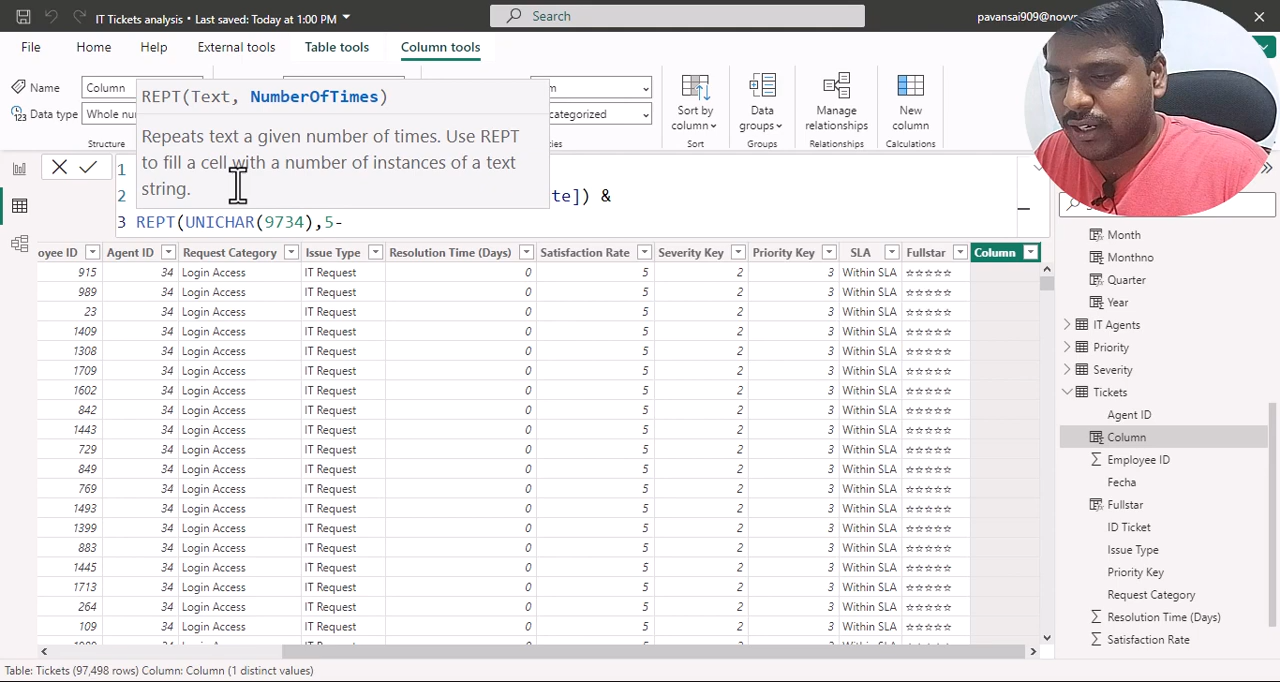 IT Tickets analysis • Last saved: Today at 1:00 PM
Search
File Home Help External tools Table tools Column tools
Name Column
Data type Whole nu
Structure
REPT(Text, NumberOfTimes)
Repeats text a given number of times. Use REPT
to fill a cell with a number of instances of a text
string.
Sort by
column
Sort
Data
groups
Groups
Manage
relationships
Relationships
New
column
Calculations
1
2 te]) &
3 REPT(UNICHAR(9734),5-
oyee ID Agent ID Request Category Issue Type Resolution Time (Days) Satisfaction Rate Severity Key Priority Key SLA Fullstar Column
915 34 Login Access IT Request 0 5 2 3 Within SLA ☆☆☆☆☆
989 34 Login Access IT Request 0 5 2 3 Within SLA ☆☆☆☆☆
23 34 Login Access IT Request 0 5 2 3 Within SLA ☆☆☆☆☆
1409 34 Login Access IT Request 0 5 2 3 Within SLA ☆☆☆☆☆
1308 34 Login Access IT Request 0 5 2 3 Within SLA ☆☆☆☆☆
1709 34 Login Access IT Request 0 5 2 3 Within SLA ☆☆☆☆☆
1602 34 Login Access IT Request 0 5 2 3 Within SLA ☆☆☆☆☆
842 34 Login Access IT Request 0 5 2 3 Within SLA ☆☆☆☆☆
1443 34 Login Access IT Request 0 5 2 3 Within SLA ☆☆☆☆☆
729 34 Login Access IT Request 0 5 2 3 Within SLA ☆☆☆☆☆
849 34 Login Access IT Request 0 5 2 3 Within SLA ☆☆☆☆☆
769 34 Login Access IT Request 0 5 2 3 Within SLA ☆☆☆☆☆
1493 34 Login Access IT Request 0 5 2 3 Within SLA ☆☆☆☆☆
1399 34 Login Access IT Request 0 5 2 3 Within SLA ☆☆☆☆☆
883 34 Login Access IT Request 0 5 2 3 Within SLA ☆☆☆☆☆
1445 34 Login Access IT Request 0 5 2 3 Within SLA ☆☆☆☆☆
1713 34 Login Access IT Request 0 5 2 3 Within SLA ☆☆☆☆☆
264 34 Login Access IT Request 0 5 2 3 Within SLA ☆☆☆☆☆
109 34 Login Access IT Request 0 5 2 3 Within SLA ☆☆☆☆☆
Month
Monthno
Quarter
Year
IT Agents
Priority
Severity
Tickets
Agent ID
Column
Employee ID
Fecha
Fullstar
ID Ticket
Issue Type
Priority Key
Request Category
Resolution Time (Days)
Satisfaction Rate
Table: Tickets (97,498 rows) Column: Column (1 distinct values)